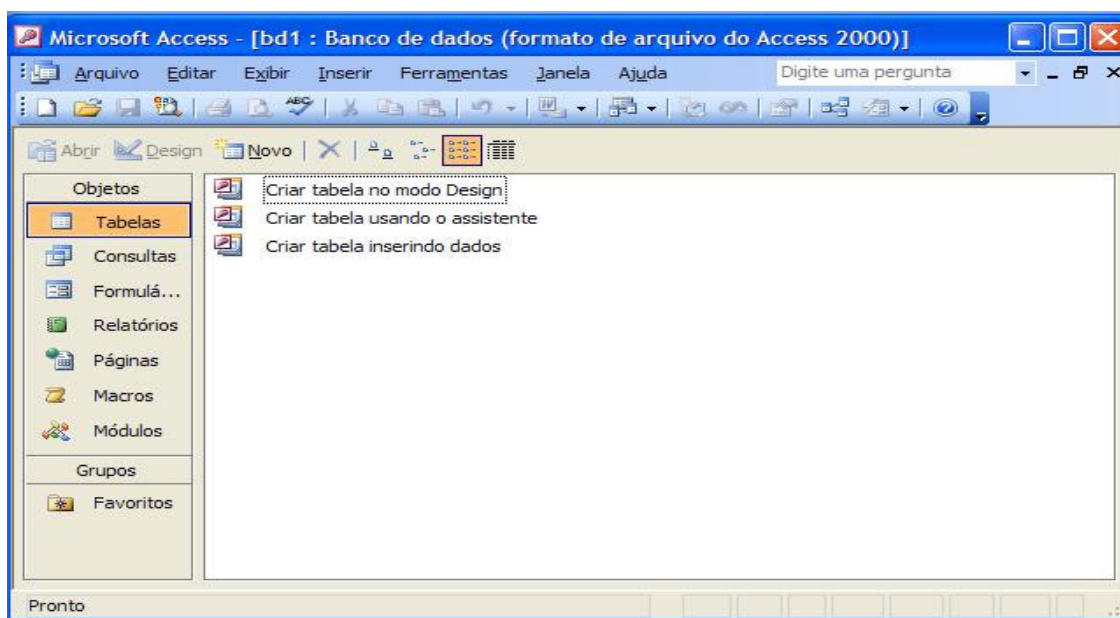 Microsoft Access - [bd1 : Banco de dados (formato de arquivo do Access 2000)]
Arquivo Editar Exibir Inserir Ferramentas Janela Ajuda Digite uma pergunta
Abrir Design Novo
Objetos
Tabelas
Consultas
Formulá...
Relatórios
Páginas
Macros
Módulos
Grupos
Favoritos
Criar tabela no modo Design
Criar tabela usando o assistente
Criar tabela inserindo dados
Pronto